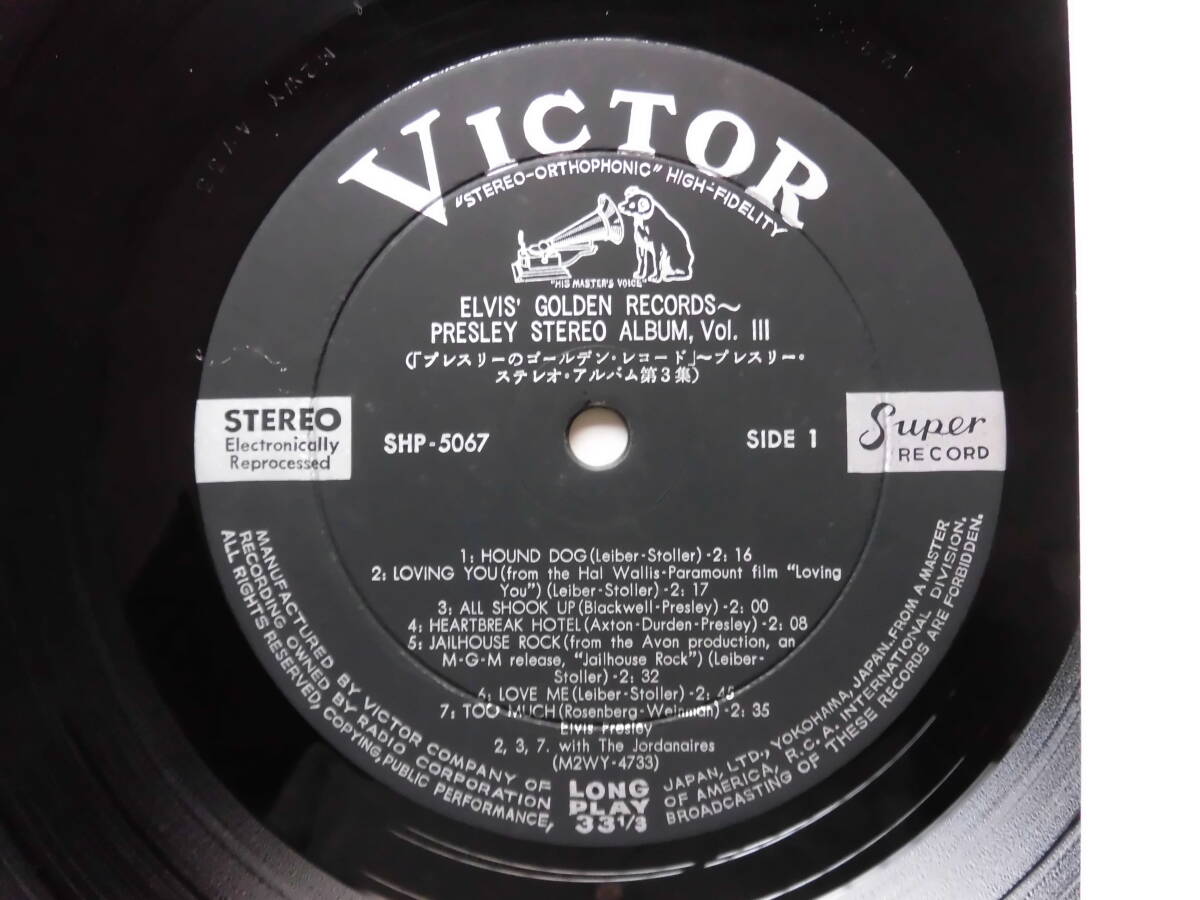 VICTOR
"STEREO-ORTHOPHONIC" HIGH-FIDELITY
"HIS MASTER'S VOICE"
ELVIS' GOLDEN RECORDS～
PRESLEY STEREO ALBUM, Vol. III
(「プレスリーのゴールデン・レコード」～プレスリー・
ステレオ・アルバム第3集)
STEREO
Electronically
Reprocessed
SHP-5067
SIDE 1
Super
RECORD
1: HOUND DOG (Leiber-Stoller)-2: 16
2: LOVING YOU (from the Hal Wallis-Paramount film "Loving
You") (Leiber-Stoller)-2: 17
3: ALL SHOOK UP (Blackwell-Presley)-2: 00
4: HEARTBREAK HOTEL (Axton-Durden-Presley)-2: 08
5: JAILHOUSE ROCK (from the Avon production, an
M-G-M release, "Jailhouse Rock") (Leiber-
Stoller)-2: 32
6: LOVE ME (Leiber-Stoller)-2: 45
7: TOO MUCH (Rosenberg-Weinman)-2: 35
Elvis Presley
2, 3, 7. with The Jordanaires
(M2WY-4733)
LONG
PLAY
33 1/3
MANUFACTURED BY VICTOR COMPANY OF JAPAN, LTD., YOKOHAMA, JAPAN. FROM A MASTER
RECORDING OWNED BY RADIO CORPORATION OF AMERICA, R.C.A. INTERNATIONAL DIVISION.
ALL RIGHTS RESERVED, COPYING, PUBLIC PERFORMANCE, BROADCASTING OF THESE RECORDS ARE FORBIDDEN.
M2WY